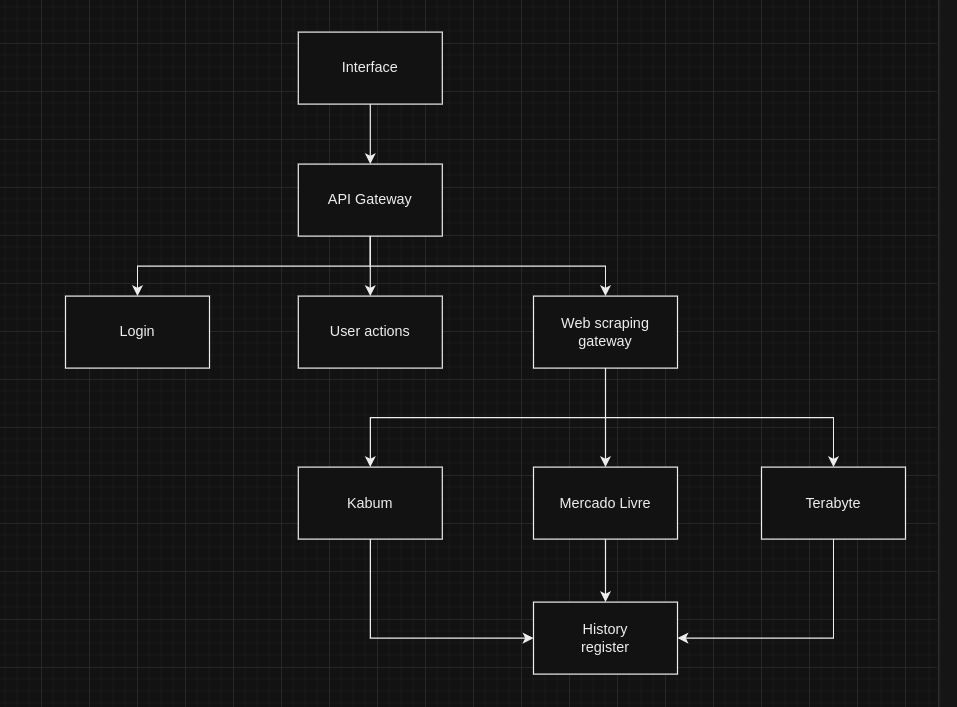 Interface
API Gateway
Login
User actions
Web scraping
gateway
Kabum
Mercado Livre
Terabyte
History
register